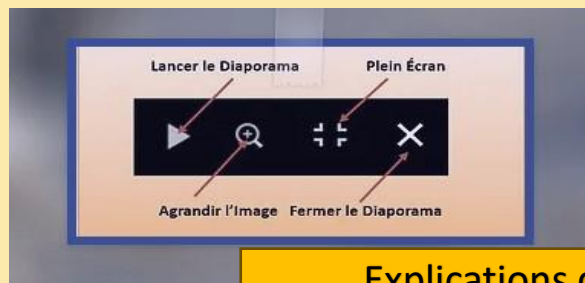 Lancer le Diaporama Plein Écran
Agrandir l'Image Fermer le Diaporama
Explications